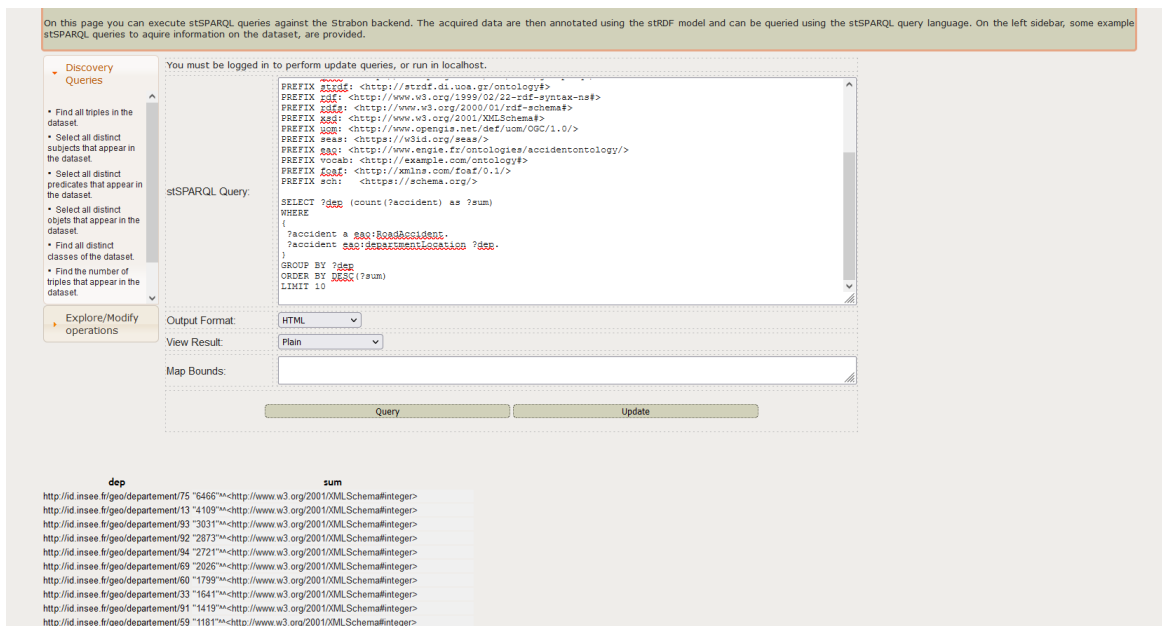 On this page you can execute stSPARQL queries against the Strabon backend. The acquired data are then annotated using the stRDF model and can be queried using the stSPARQL query language. On the left sidebar, some example
stSPARQL queries to aquire information on the dataset, are provided.
Discovery
Queries
• Find all triples in the
dataset.
• Select all distinct
subjects that appear in
the dataset.
• Select all distinct
predicates that appear in
the dataset.
• Select all distinct
objets that appear in the
dataset.
• Find all distinct
classes of the dataset.
• Find the number of
triples that appear in the
dataset.
Explore/Modify
operations
You must be logged in to perform update queries, or run in localhost.
stSPARQL Query:
PREFIX strdf: <http://strdf.di.uoa.gr/ontology#>
PREFIX rdf: <http://www.w3.org/1999/02/22-rdf-syntax-ns#>
PREFIX rdfs: <http://www.w3.org/2000/01/rdf-schema#>
PREFIX xsd: <http://www.w3.org/2001/XMLSchema#>
PREFIX uom: <http://www.opengis.net/def/uom/OGC/1.0/>
PREFIX seas: <https://w3id.org/seas/>
PREFIX eao: <http://www.engie.fr/ontologies/accidentontology/>
PREFIX vocab: <http://example.com/ontology#>
PREFIX foaf: <http://xmlns.com/foaf/0.1/>
PREFIX sch: <https://schema.org/>
SELECT ?dep (count(?accident) as ?sum)
WHERE
{
?accident a eao:RoadAccident.
?accident eao:departmentLocation ?dep.
}
GROUP BY ?dep
ORDER BY DESC(?sum)
LIMIT 10
Output Format:
HTML
View Result:
Plain
Map Bounds:
Query
Update
dep sum
http://id.insee.fr/geo/departement/75 "6466"^^<http://www.w3.org/2001/XMLSchema#integer>
http://id.insee.fr/geo/departement/13 "4109"^^<http://www.w3.org/2001/XMLSchema#integer>
http://id.insee.fr/geo/departement/93 "3031"^^<http://www.w3.org/2001/XMLSchema#integer>
http://id.insee.fr/geo/departement/92 "2873"^^<http://www.w3.org/2001/XMLSchema#integer>
http://id.insee.fr/geo/departement/94 "2721"^^<http://www.w3.org/2001/XMLSchema#integer>
http://id.insee.fr/geo/departement/69 "2026"^^<http://www.w3.org/2001/XMLSchema#integer>
http://id.insee.fr/geo/departement/60 "1799"^^<http://www.w3.org/2001/XMLSchema#integer>
http://id.insee.fr/geo/departement/33 "1641"^^<http://www.w3.org/2001/XMLSchema#integer>
http://id.insee.fr/geo/departement/91 "1419"^^<http://www.w3.org/2001/XMLSchema#integer>
http://id.insee.fr/geo/departement/59 "1181"^^<http://www.w3.org/2001/XMLSchema#integer>